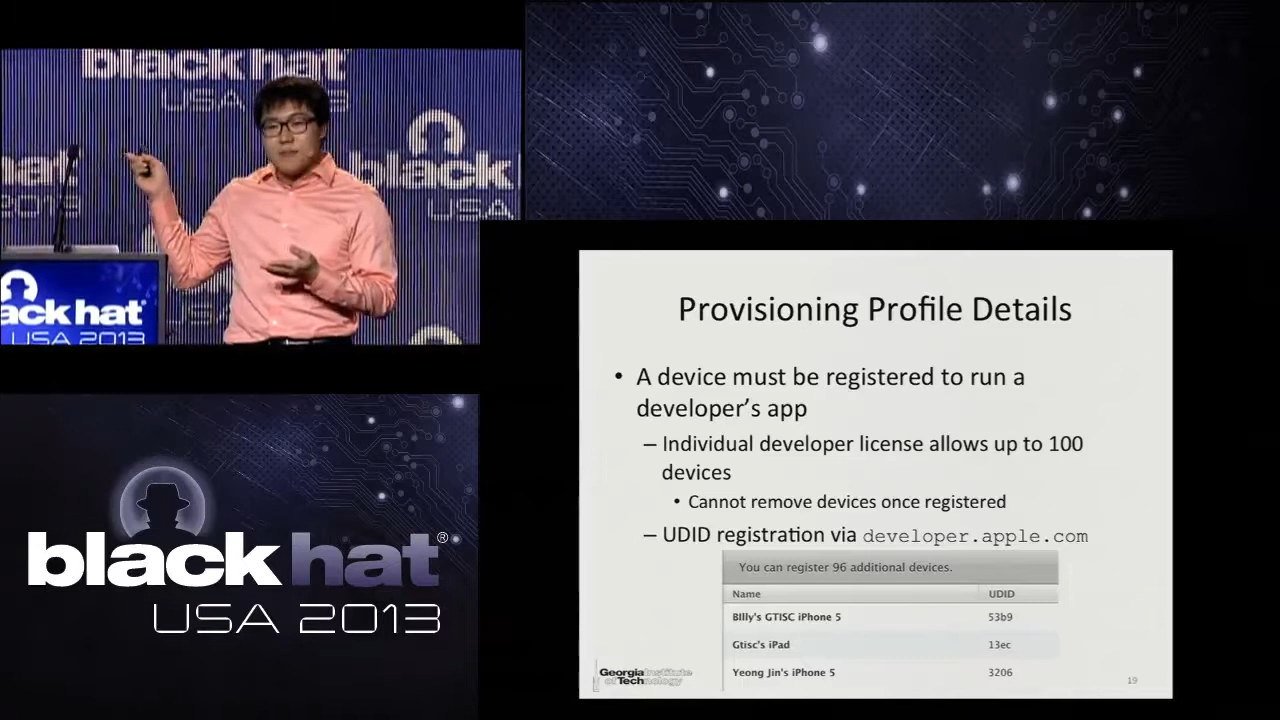 black hat
USA 2013
hat
2013
black
USA
ack hat
USA 2013
Provisioning Profile Details
• A device must be registered to run a
developer's app
– Individual developer license allows up to 100
devices
• Cannot remove devices once registered
– UDID registration via developer.apple.com
You can register 96 additional devices.
Name UDID
BIlly's GTISC iPhone 5 53b9
Gtisc's iPad 13ec
Yeong Jin's iPhone 5 3206
Georgia Institute
of Technology
19
black hat®
USA 2013